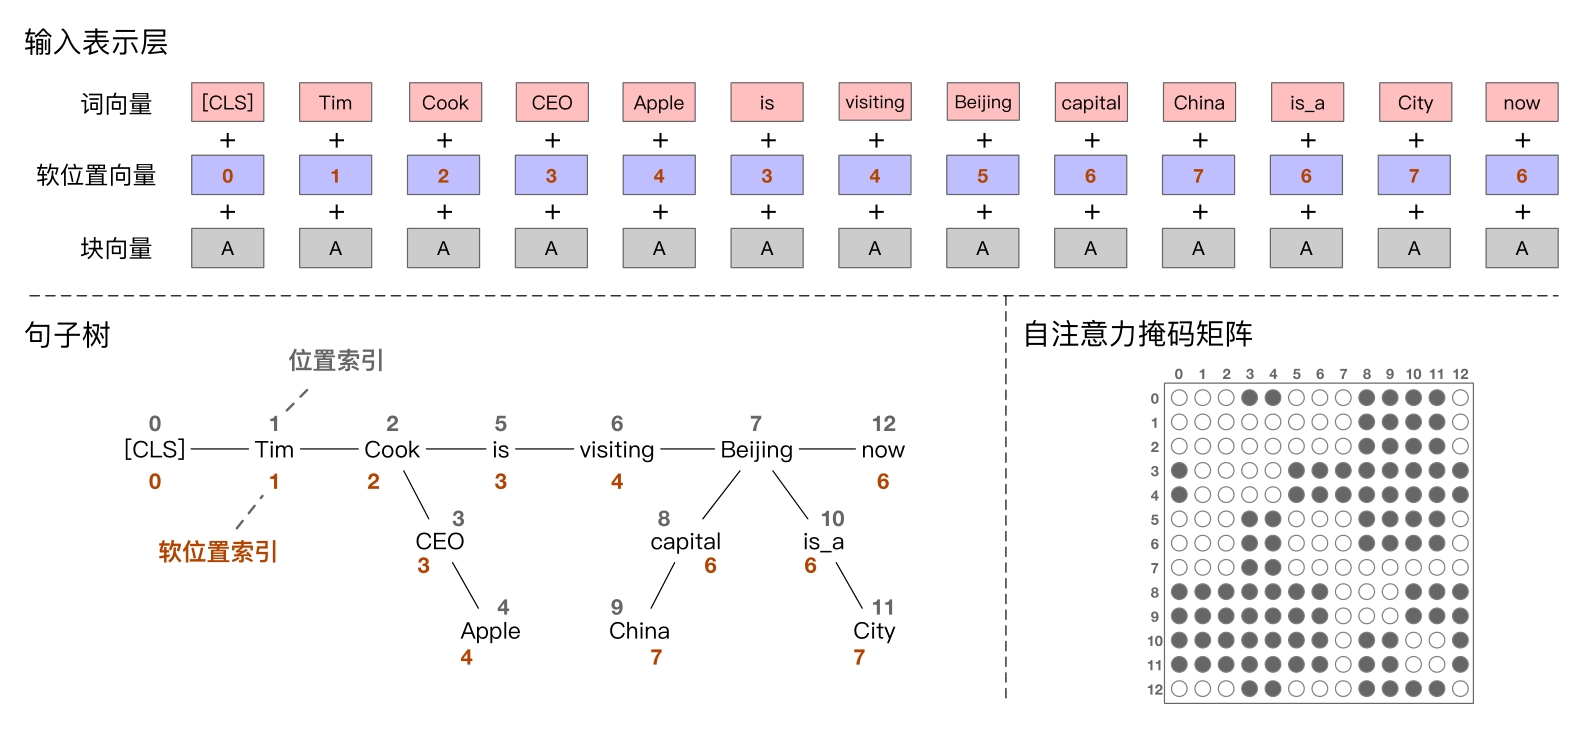 输入表示层
词向量 [CLS] Tim Cook CEO Apple is visiting Beijing capital China is_a City now
+ + + + + + + + + + + + +
软位置向量 0 1 2 3 4 3 4 5 6 7 6 7 6
+ + + + + + + + + + + + +
块向量 A A A A A A A A A A A A A
句子树
位置索引
0 1 2 5 6 7 12
[CLS] Tim Cook is visiting Beijing now
0 1 2 3 4 5 6
软位置索引
3 8 10
CEO capital is_a
3 6 6
4 9 11
Apple China City
4 7 7
自注意力掩码矩阵
0 1 2 3 4 5 6 7 8 9 10 11 12
0
1
2
3
4
5
6
7
8
9
10
11
12